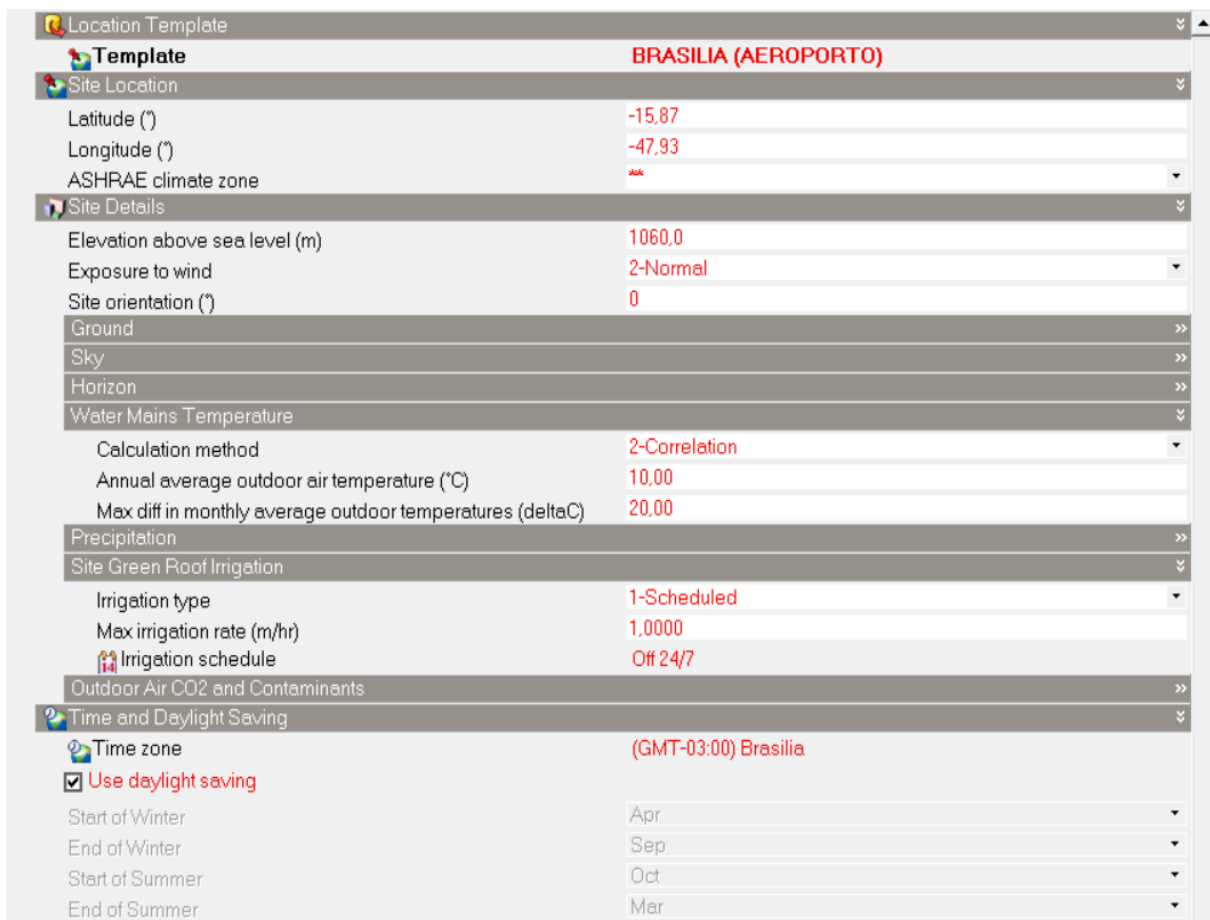 Location Template
Template BRASILIA (AEROPORTO)
Site Location
Latitude (°) -15,87
Longitude (°) -47,93
ASHRAE climate zone **
Site Details
Elevation above sea level (m) 1060,0
Exposure to wind 2-Normal
Site orientation (°) 0
Ground
Sky
Horizon
Water Mains Temperature
Calculation method 2-Correlation
Annual average outdoor air temperature (°C) 10,00
Max diff in monthly average outdoor temperatures (deltaC) 20,00
Precipitation
Site Green Roof Irrigation
Irrigation type 1-Scheduled
Max irrigation rate (m/hr) 1,0000
14 Irrigation schedule Off 24/7
Outdoor Air CO2 and Contaminants
Time and Daylight Saving
Time zone (GMT-03:00) Brasilia
Use daylight saving
Start of Winter Apr
End of Winter Sep
Start of Summer Oct
End of Summer Mar